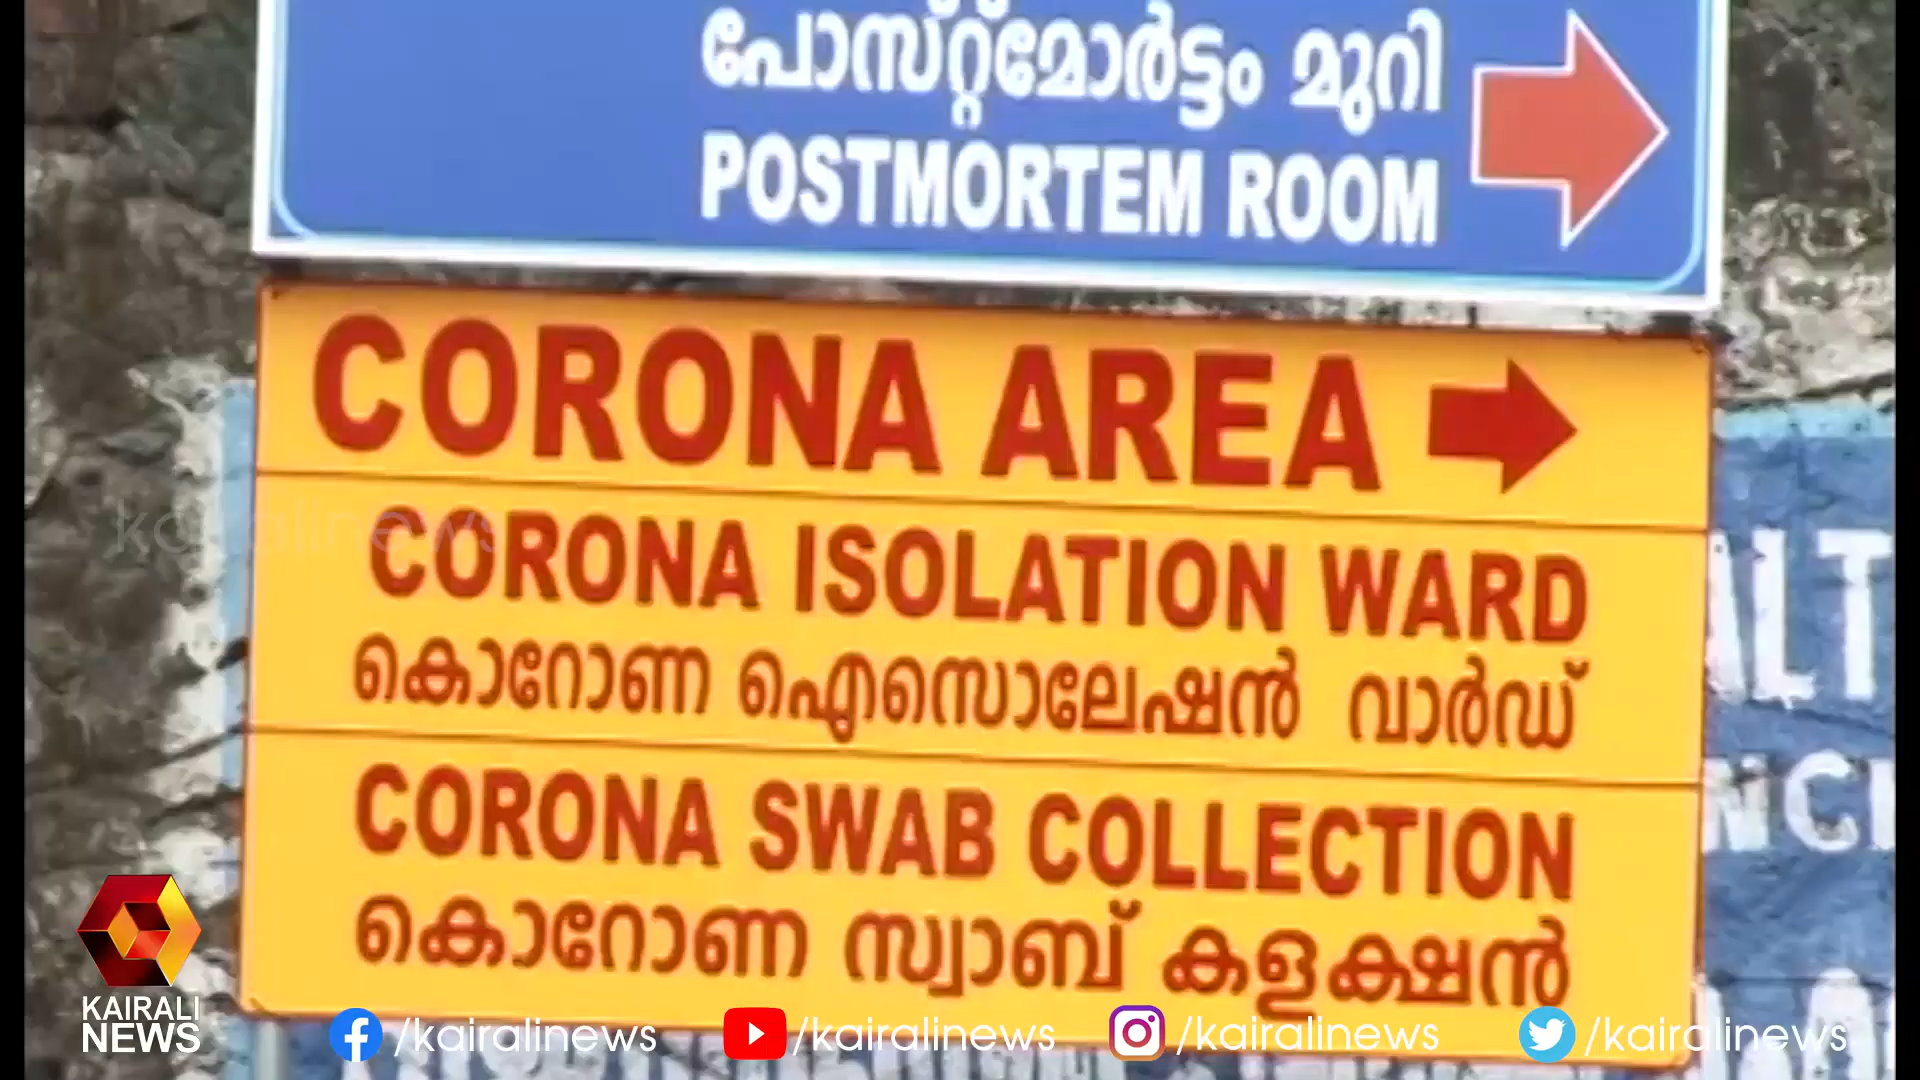 പോസ്റ്റ്മോർട്ടം മുറി
POSTMORTEM ROOM
CORONA AREA
kairalinews
CORONA ISOLATION WARD
കൊറോണ ഐസൊലേഷൻ വാർഡ്
CORONA SWAB COLLECTION
കൊറോണ സ്വാബ് കളക്ഷൻ
KAIRALI
NEWS
/kairalinews /kairalinews /kairalinews /kairalinews